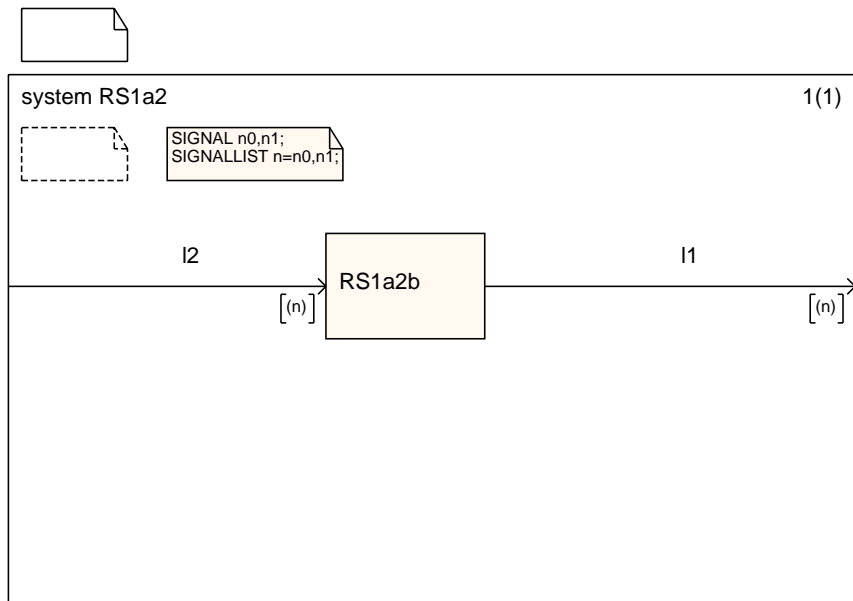 system RS1a2
1(1)
SIGNAL n0,n1;
SIGNALLIST n=n0,n1;
l2
l1
RS1a2b
[(n)]
[(n)]